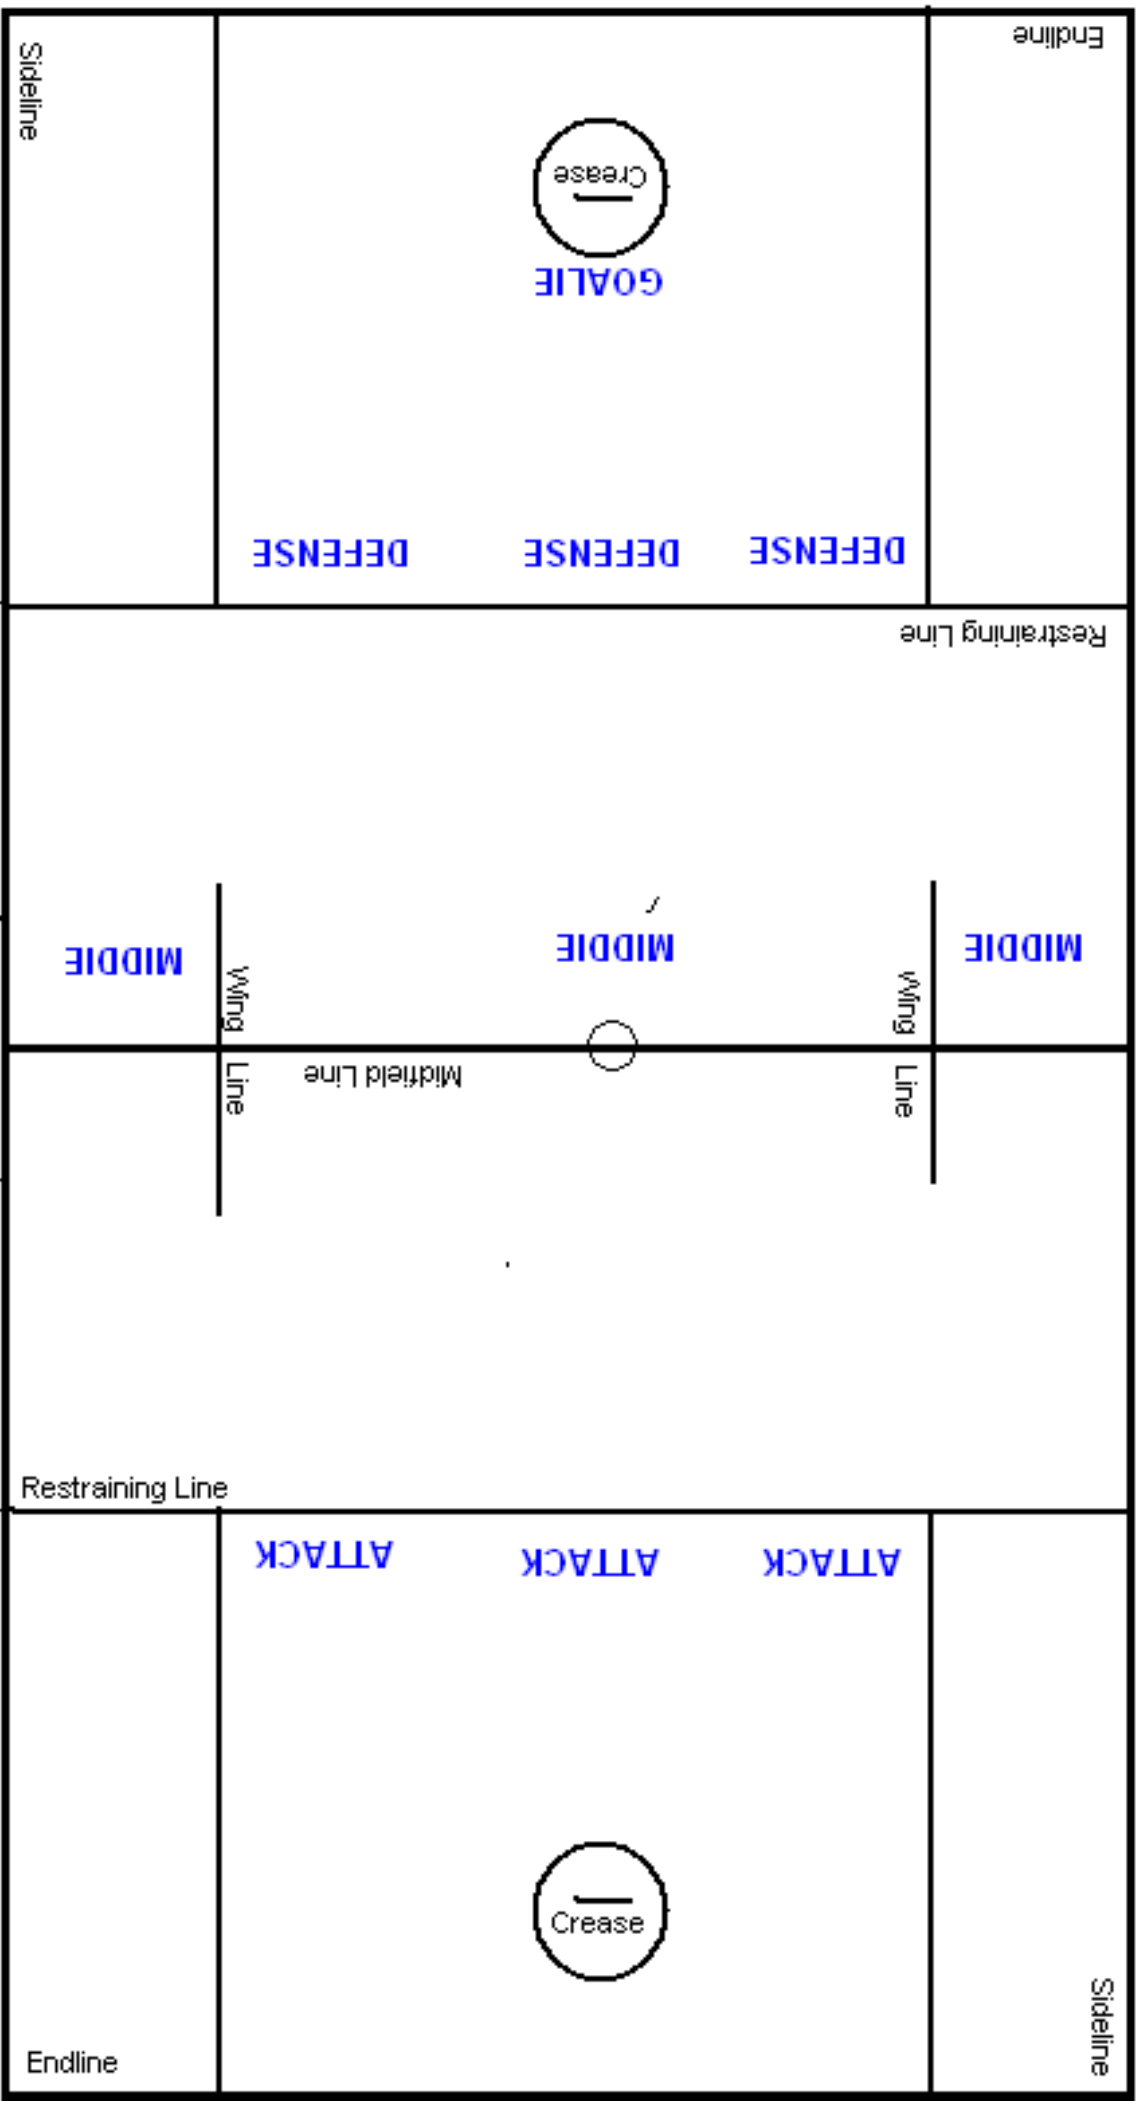 Endline
Sideline
Crease
GOALIE
DEFENSE DEFENSE DEFENSE
Restraining Line
MIDDIE MIDDIE MIDDIE
Wing Line
Wing Line
Midfield Line
Restraining Line
ATTACK ATTACK ATTACK
Crease
Sideline
Endline